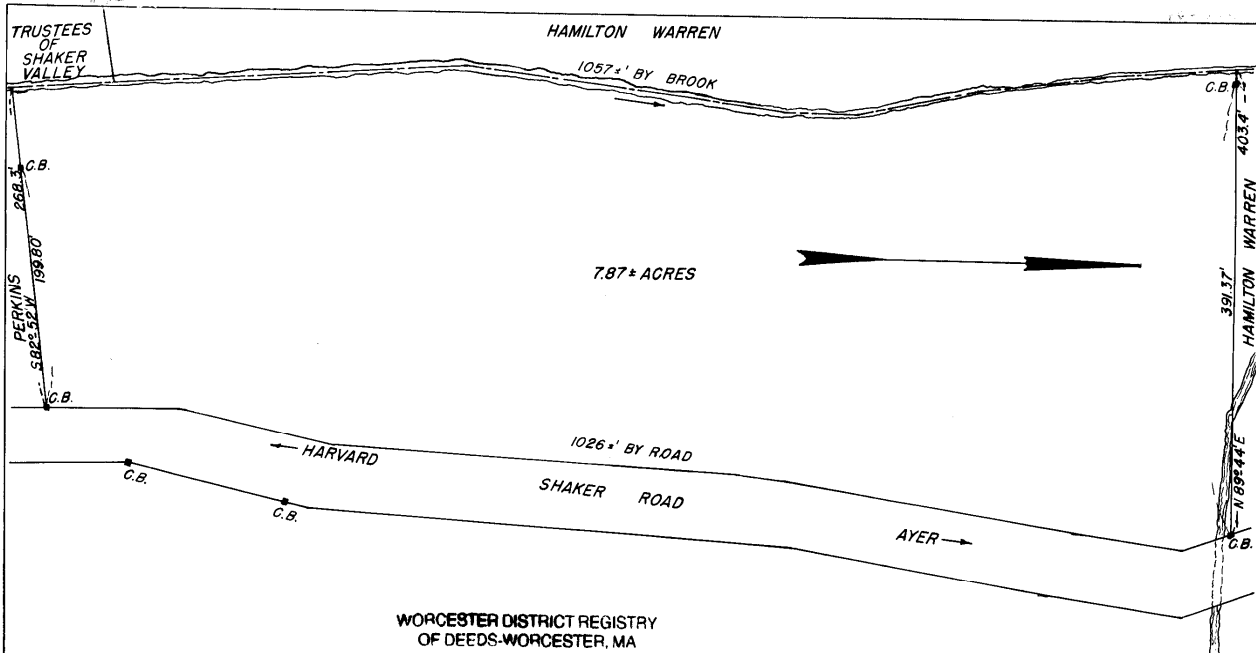 TRUSTEES
OF
SHAKER
VALLEY
HAMILTON WARREN
1057±' BY BROOK
C.B.
403.4'
HAMILTON WARREN
391.37'
N 89º 44' E
C.B.
C.B.
268.3'
199.80'
PERKINS
S 82º 52' W
C.B.
7.87± ACRES
1026±' BY ROAD
← HARVARD
SHAKER ROAD
AYER →
C.B.
C.B.
WORCESTER DISTRICT REGISTRY
OF DEEDS-WORCESTER, MA